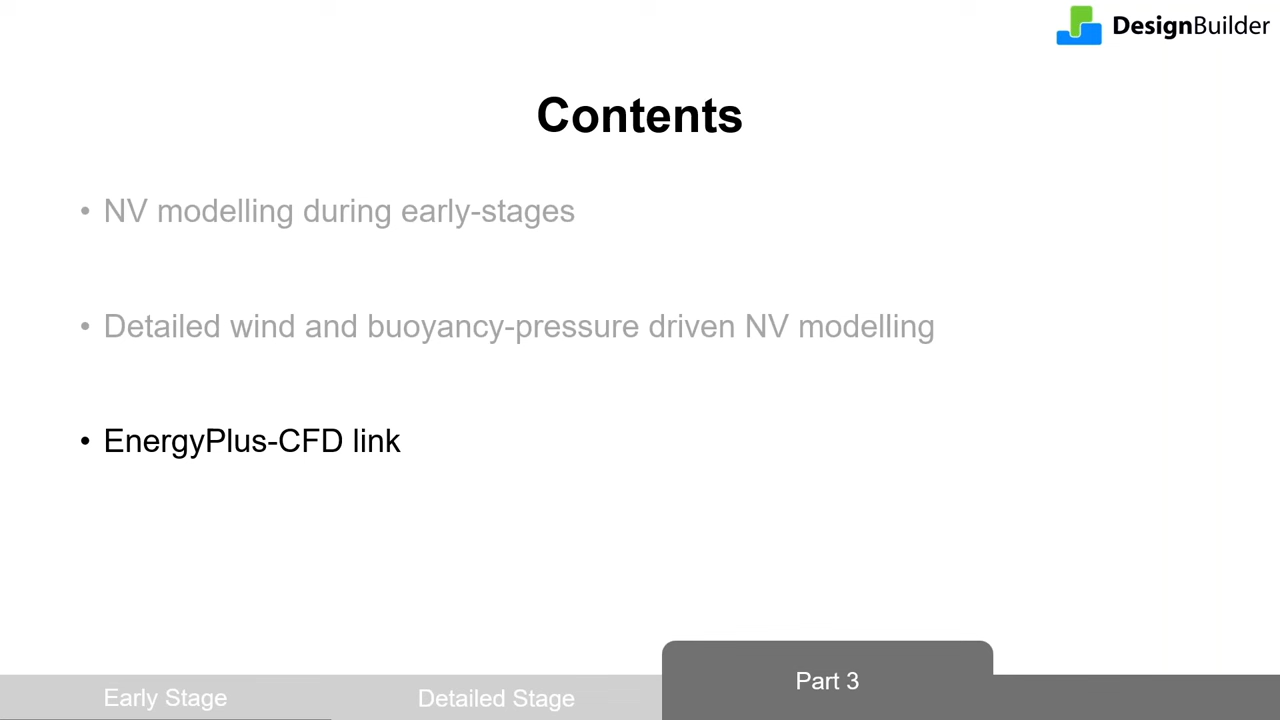 DesignBuilder
Contents
• NV modelling during early-stages
• Detailed wind and buoyancy-pressure driven NV modelling
• EnergyPlus-CFD link
Early Stage
Detailed Stage
Part 3